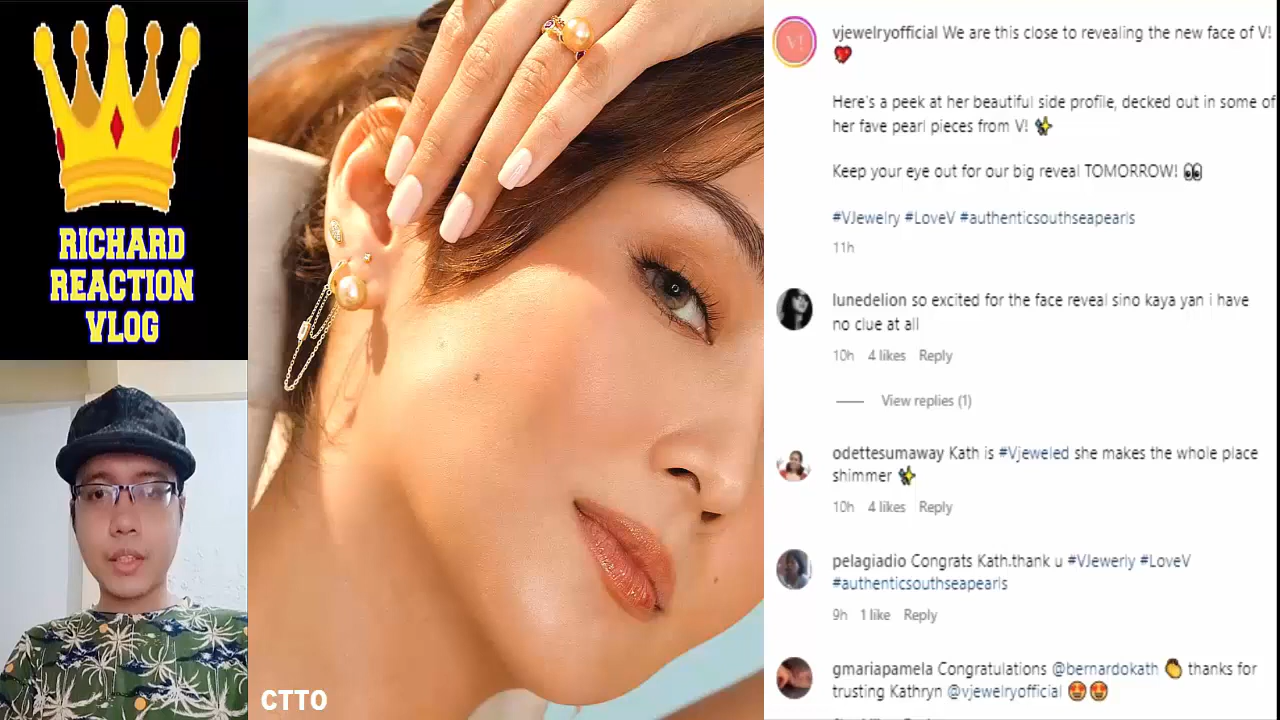 RICHARD
REACTION
VLOG
CTTO
V!
vjewelryofficial We are this close to revealing the new face of V!
Here's a peek at her beautiful side profile, decked out in some of
her fave pearl pieces from V!
Keep your eye out for our big reveal TOMORROW!
#VJewelry #LoveV #authenticsouthseapearls
11h
lunedelion so excited for the face reveal sino kaya yan i have
no clue at all
10h 4 likes Reply
View replies (1)
odettesumaway Kath is #Vjeweled she makes the whole place
shimmer
10h 4 likes Reply
pelagiadio Congrats Kath.thank u #VJewerly #LoveV
#authenticsouthseapearls
9h 1 like Reply
gmariapamela Congratulations @bernardokath 👏 thanks for
trusting Kathryn @vjewelryofficial 😍😍